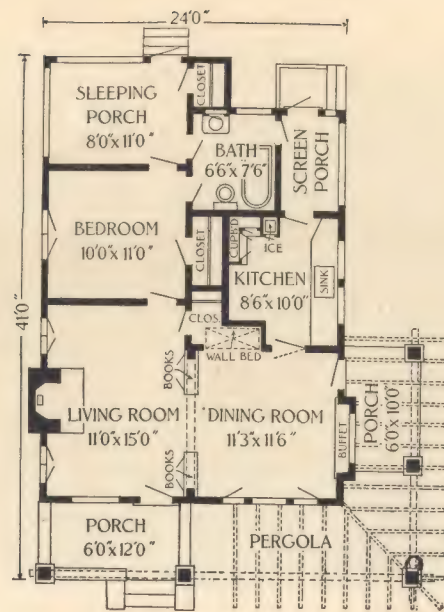 24'0"
SLEEPING
PORCH
8'0"x11'0"
CLOSET
BATH
6'6"x7'6"
SCREEN
PORCH
BEDROOM
10'0"x11'0"
CLOSET
CUPB'D
ICE
KITCHEN
8'6"x10'0"
SINK
41'0"
CLOS.
WALL BED
BOOKS
LIVING ROOM
11'0"x15'0"
DINING ROOM
11'3"x11'6"
BUFFET
PORCH
6'0"x10'0"
BOOKS
PORCH
6'0"x12'0"
PERGOLA